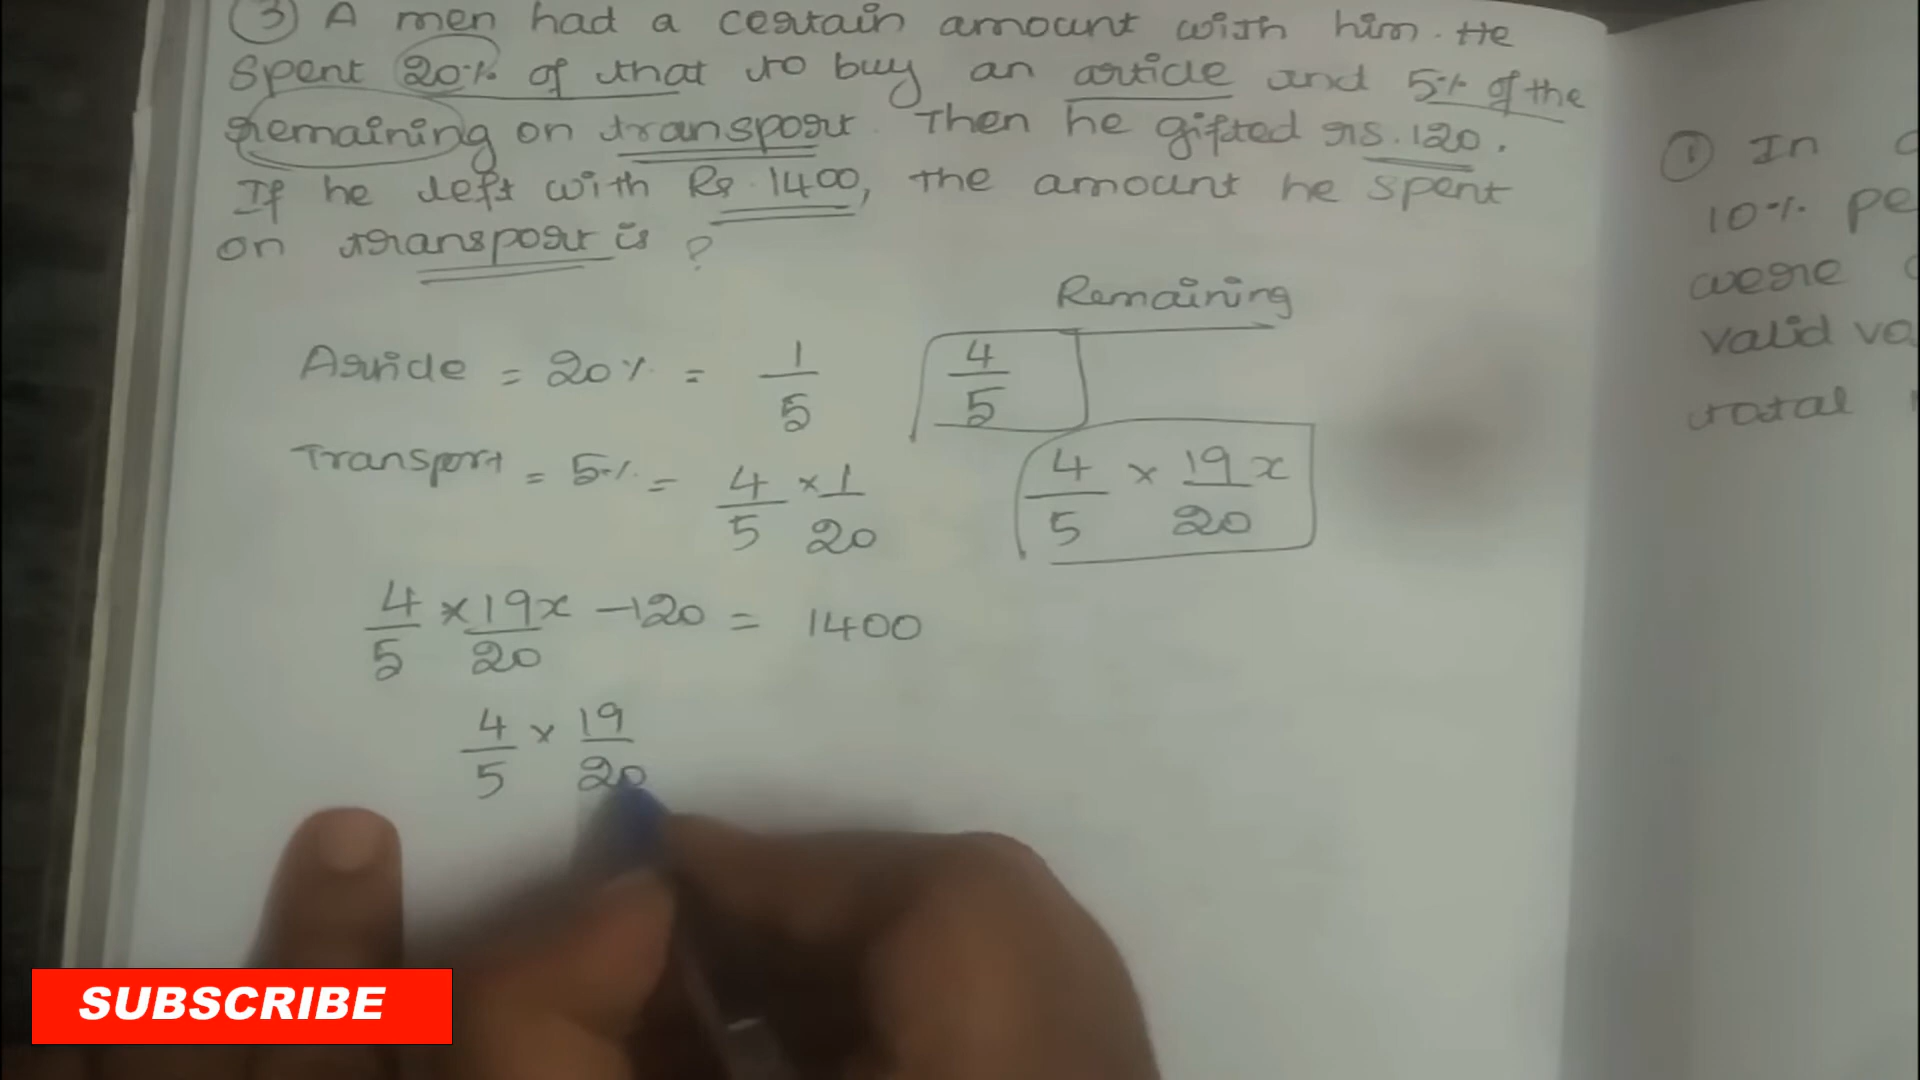 ③ A men had a certain amount with him. He
spent 20% of that to buy an article and 5% of the
remaining on transport. Then he gifted rs.120.
If he left with Rs.1400, the amount he spent
on transport is ?
Remaining
Article = 20% = 1/5 4/5
Transport = 5% = 4/5 × 1/20 4/5 × 19/20 x
4/5 × 19x/20 - 120 = 1400
4/5 × 19/20
① In
10%
were
valid
total
SUBSCRIBE